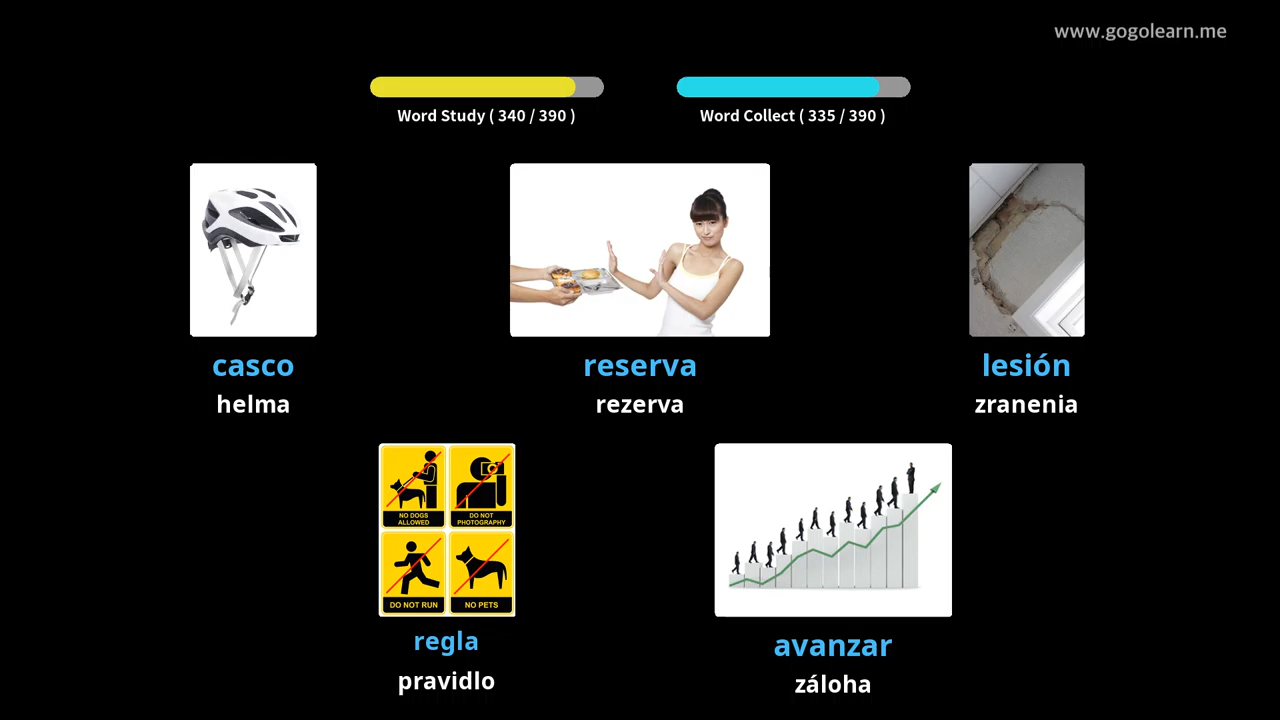 www.gogolearn.me
Word Study ( 340 / 390 )
Word Collect ( 335 / 390 )
casco
helma
reserva
rezerva
lesión
zranenia
NO DOGS
ALLOWED
DO NOT
PHOTOGRAPHY
DO NOT RUN
NO PETS
regla
pravidlo
avanzar
záloha